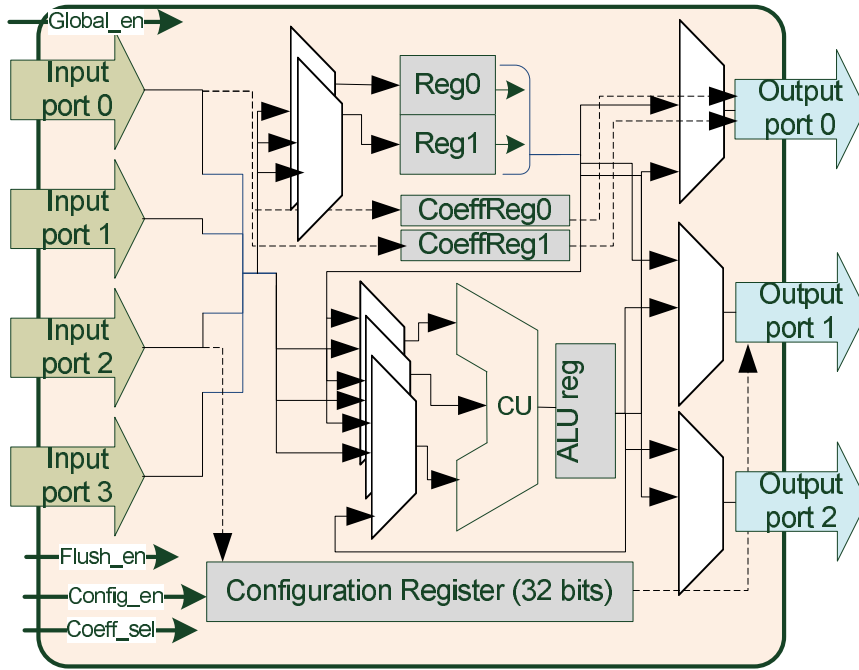 Global_en
Input
port 0
Input
port 1
Input
port 2
Input
port 3
Reg0
Reg1
CoeffReg0
CoeffReg1
CU
ALU reg
Output
port 0
Output
port 1
Output
port 2
Flush_en
Config_en
Coeff_sel
Configuration Register (32 bits)